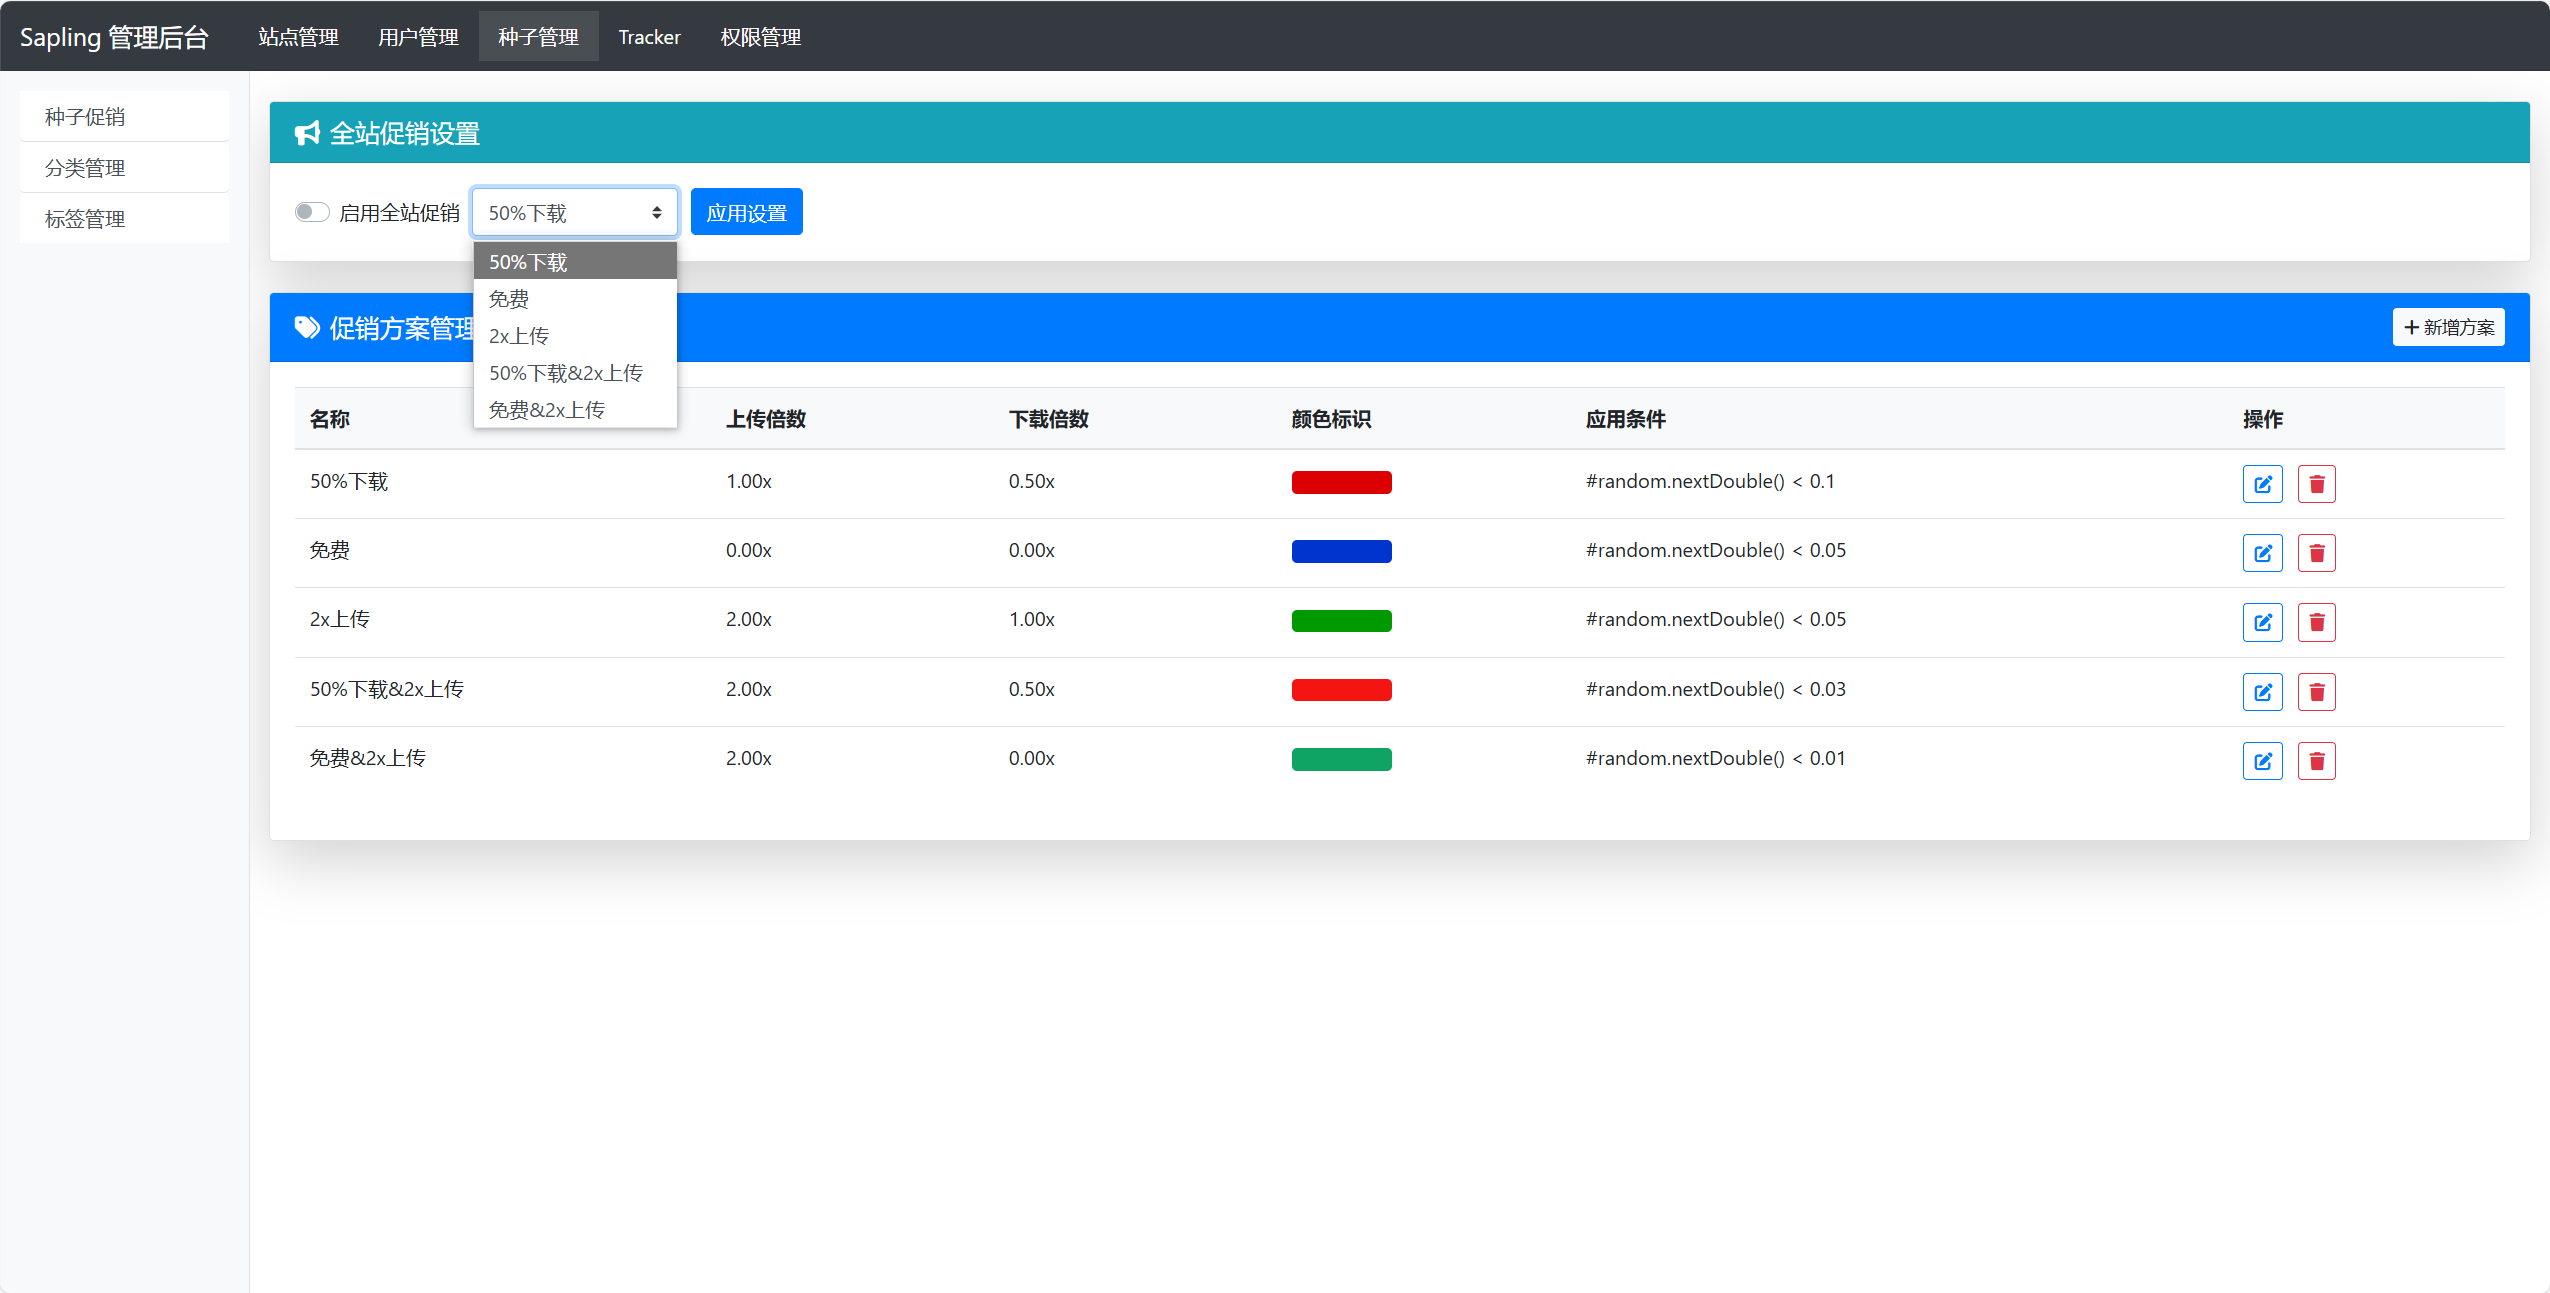 Sapling 管理后台 站点管理 用户管理 种子管理 Tracker 权限管理
种子促销
分类管理
标签管理
全站促销设置
启用全站促销 50%下载 应用设置
50%下载
免费
2x上传
50%下载&2x上传
免费&2x上传
促销方案管理 新增方案
名称 上传倍数 下载倍数 颜色标识 应用条件 操作
50%下载 1.00x 0.50x #random.nextDouble() < 0.1
免费 0.00x 0.00x #random.nextDouble() < 0.05
2x上传 2.00x 1.00x #random.nextDouble() < 0.05
50%下载&2x上传 2.00x 0.50x #random.nextDouble() < 0.03
免费&2x上传 2.00x 0.00x #random.nextDouble() < 0.01